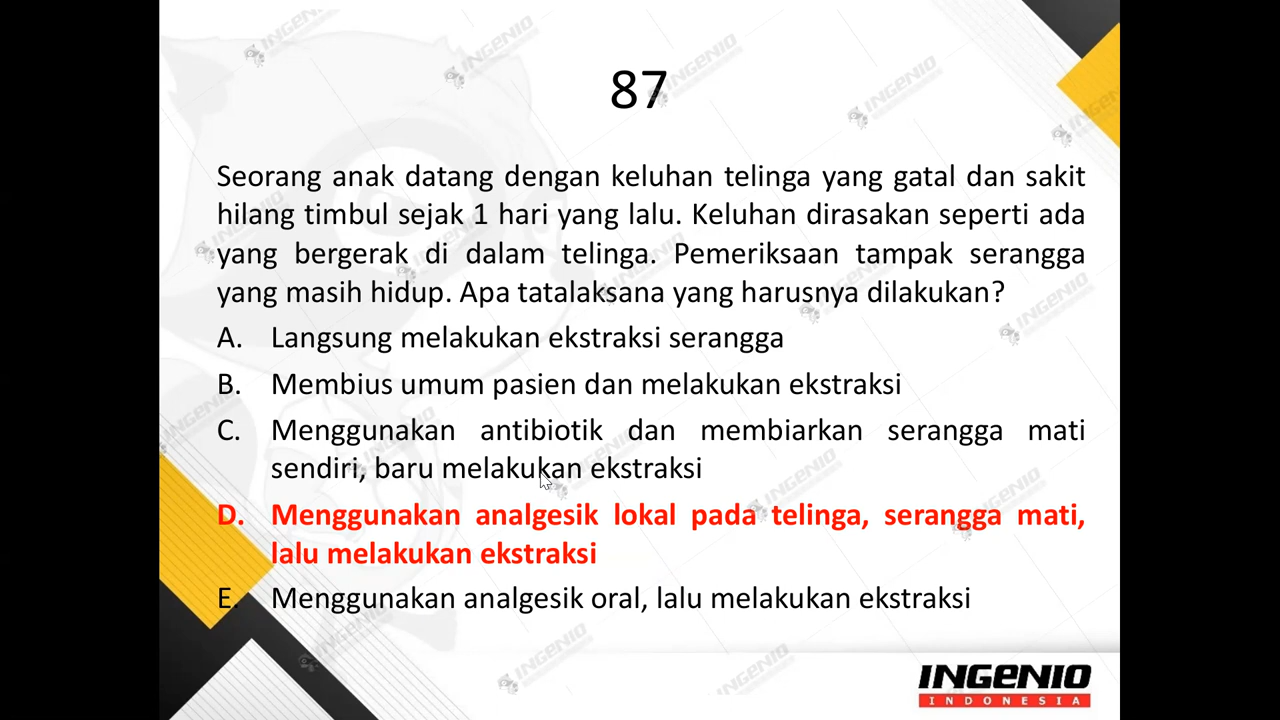 87
Seorang anak datang dengan keluhan telinga yang gatal dan sakit
hilang timbul sejak 1 hari yang lalu. Keluhan dirasakan seperti ada
yang bergerak di dalam telinga. Pemeriksaan tampak serangga
yang masih hidup. Apa tatalaksana yang harusnya dilakukan?
A. Langsung melakukan ekstraksi serangga
B. Membius umum pasien dan melakukan ekstraksi
C. Menggunakan antibiotik dan membiarkan serangga mati
sendiri, baru melakukan ekstraksi
D. Menggunakan analgesik lokal pada telinga, serangga mati,
lalu melakukan ekstraksi
E. Menggunakan analgesik oral, lalu melakukan ekstraksi
INGENIO
INDONESIA